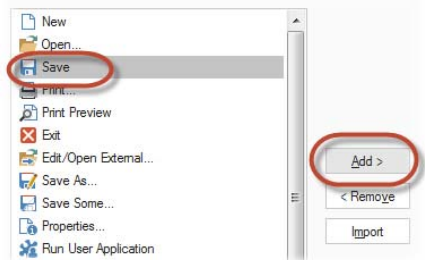 New
Open...
Save
Print...
Print Preview
Exit
Edit/Open External...
Save As...
Save Some...
Properties...
Run User Application
Add >
< Remove
Import